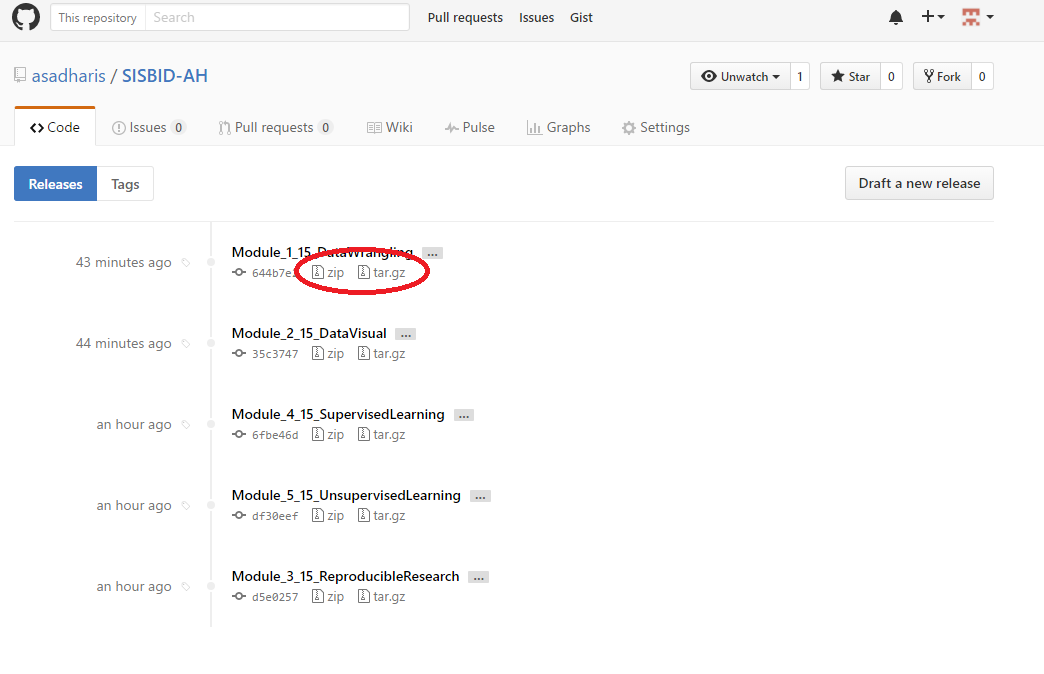 This repository Search Pull requests Issues Gist
asadharis / SISBID-AH Unwatch 1 Star 0 Fork 0
Code Issues 0 Pull requests 0 Wiki Pulse Graphs Settings
Releases Tags Draft a new release
Module_1_15_DataWrangling ...
43 minutes ago 644b7e zip tar.gz
Module_2_15_DataVisual ...
44 minutes ago 35c3747 zip tar.gz
Module_4_15_SupervisedLearning ...
an hour ago 6fbe46d zip tar.gz
Module_5_15_UnsupervisedLearning ...
an hour ago df30eef zip tar.gz
Module_3_15_ReproducibleResearch ...
an hour ago d5e0257 zip tar.gz